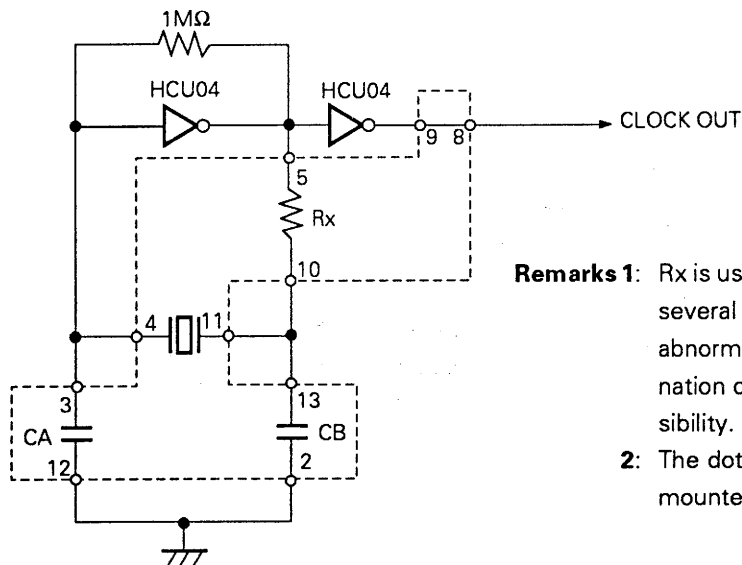 1MΩ
HCU04
HCU04
9
8
CLOCK OUT
5
Rx
10
4
11
Remarks 1: Rx is us
several
abnorm
nation c
sibility.
2: The dot
mounte
3
13
CA
CB
12
2